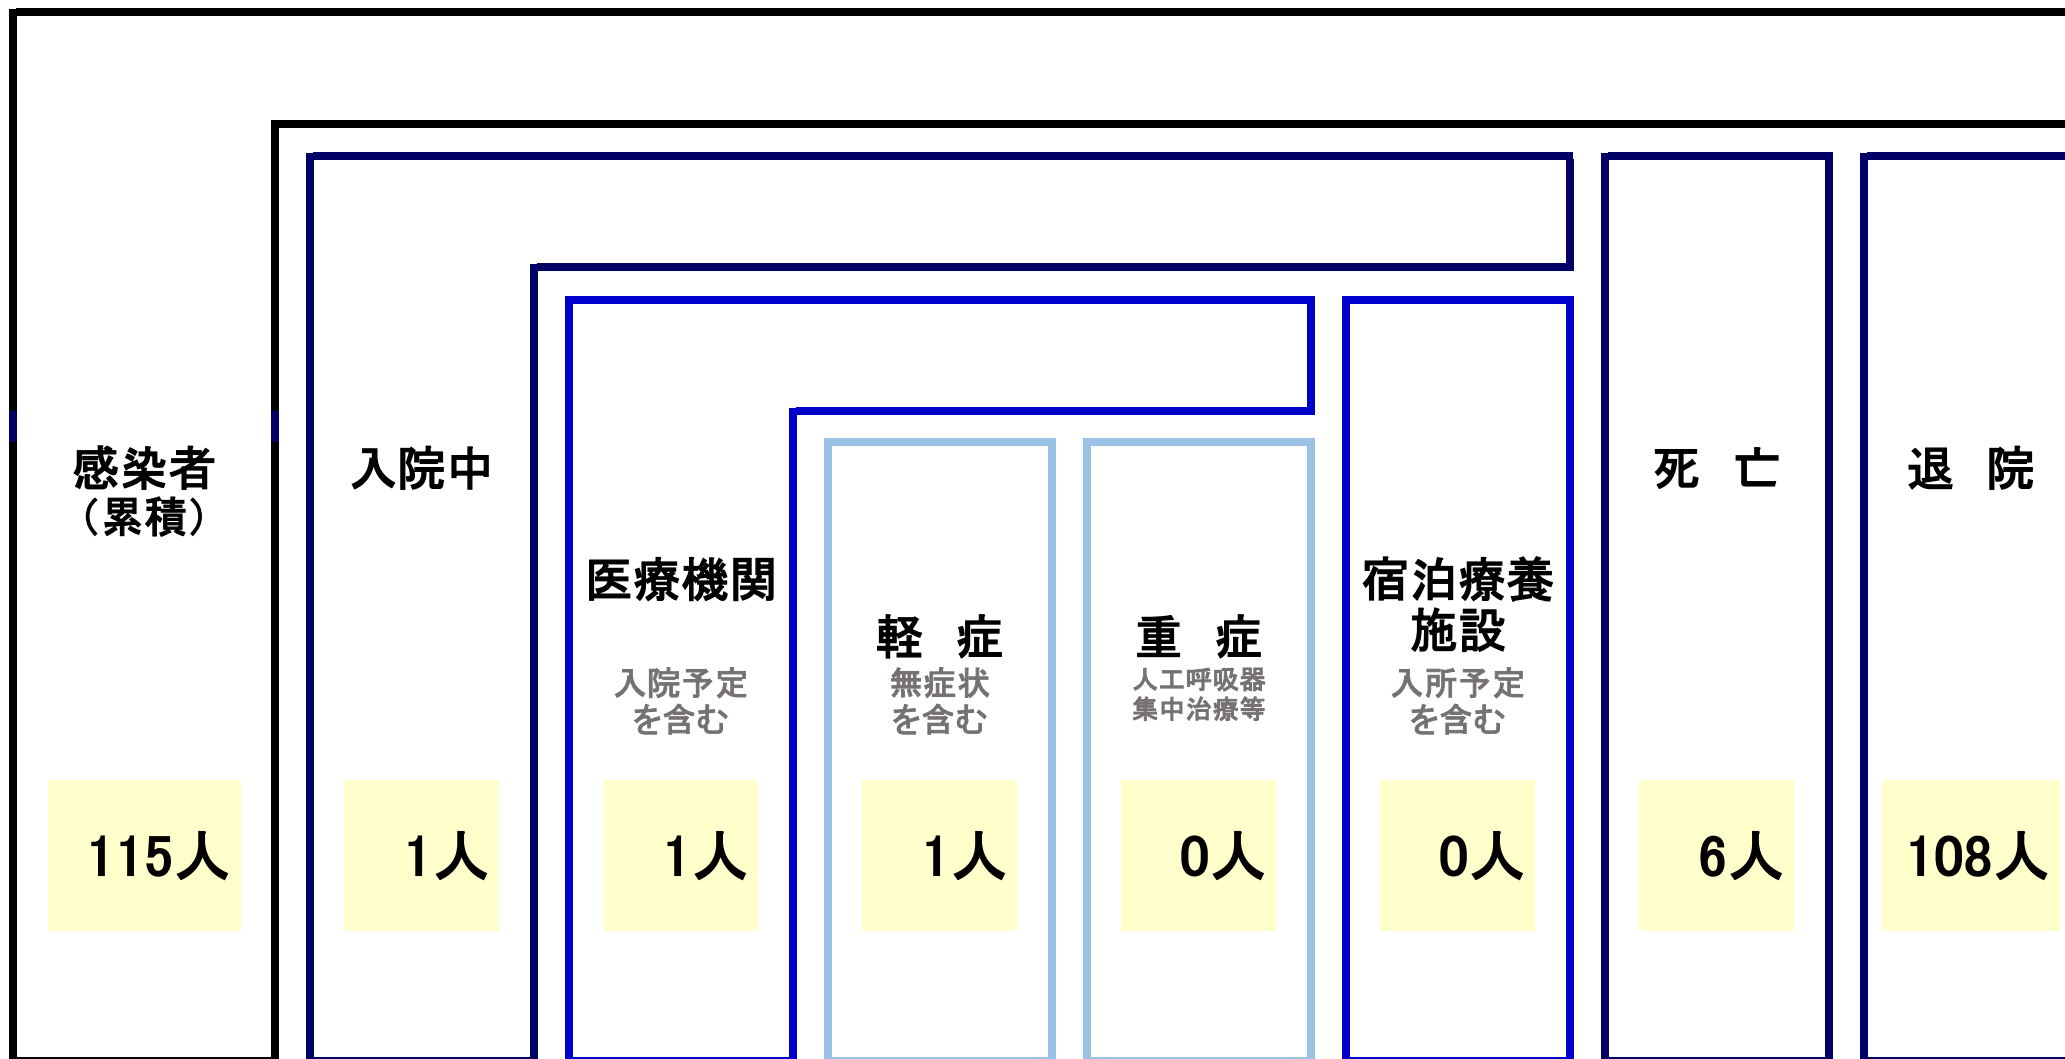 感染者
（累積）
115人
入院中
1人
医療機関
入院予定
を含む
1人
軽 症
無症状
を含む
1人
重 症
人工呼吸器
集中治療等
0人
宿泊療養
施設
入所予定
を含む
0人
死 亡
6人
退 院
108人